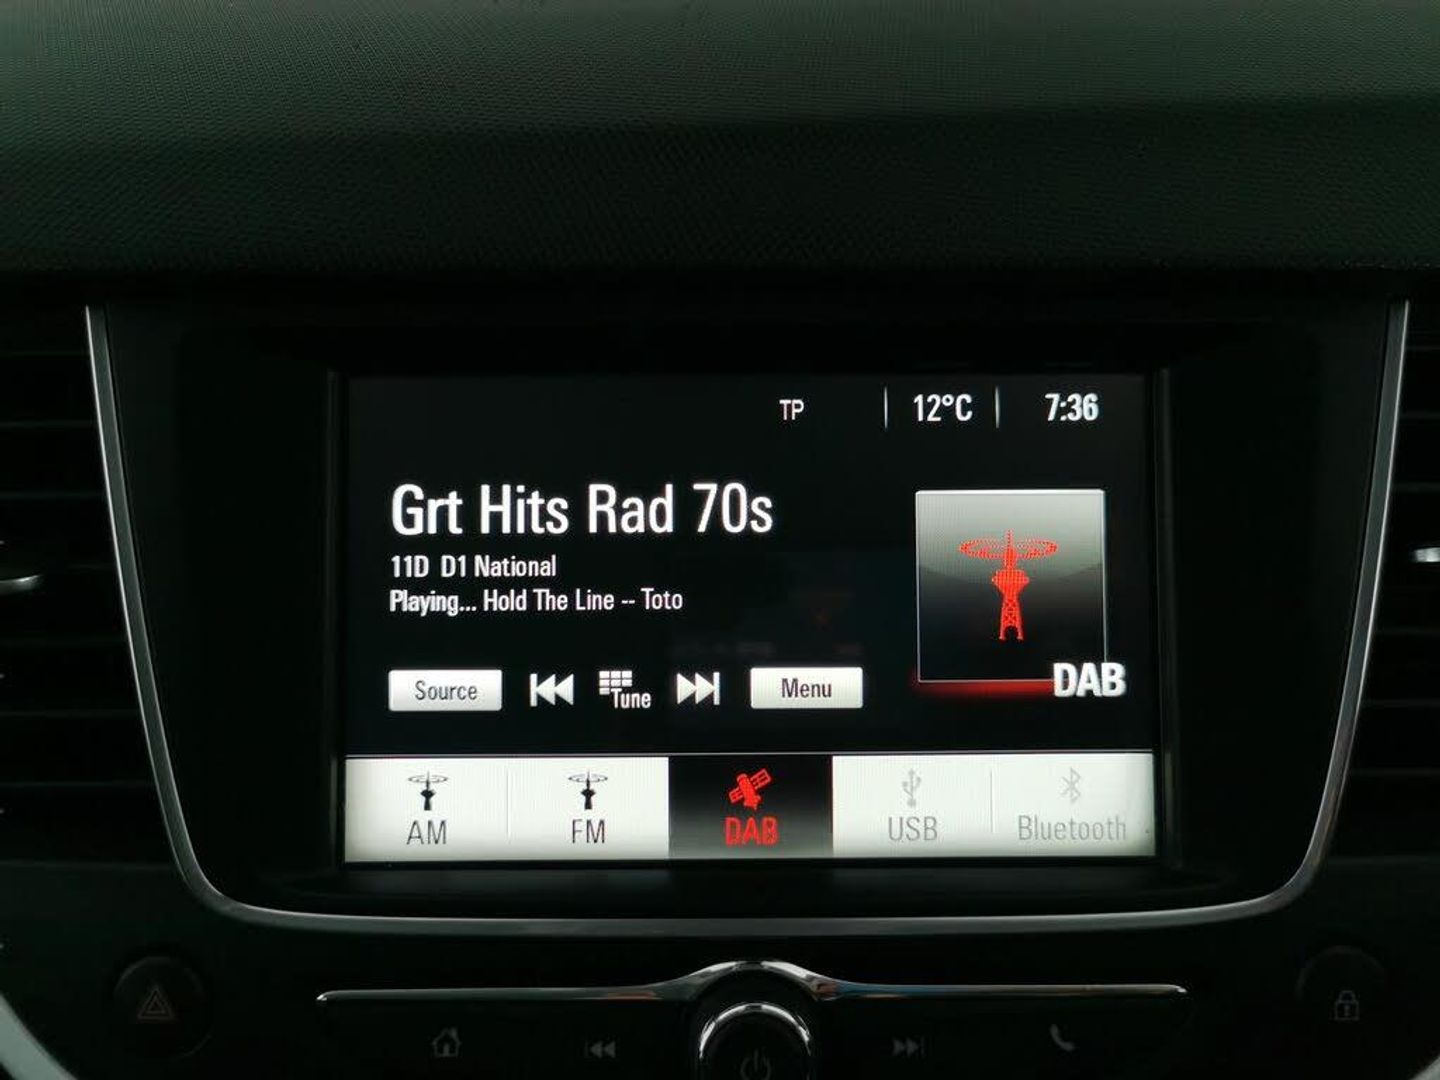 TP 12°C 7:36
Grt Hits Rad 70s
11D D1 National
Playing... Hold The Line -- Toto
DAB
Source Tune Menu
AM FM DAB USB Bluetooth